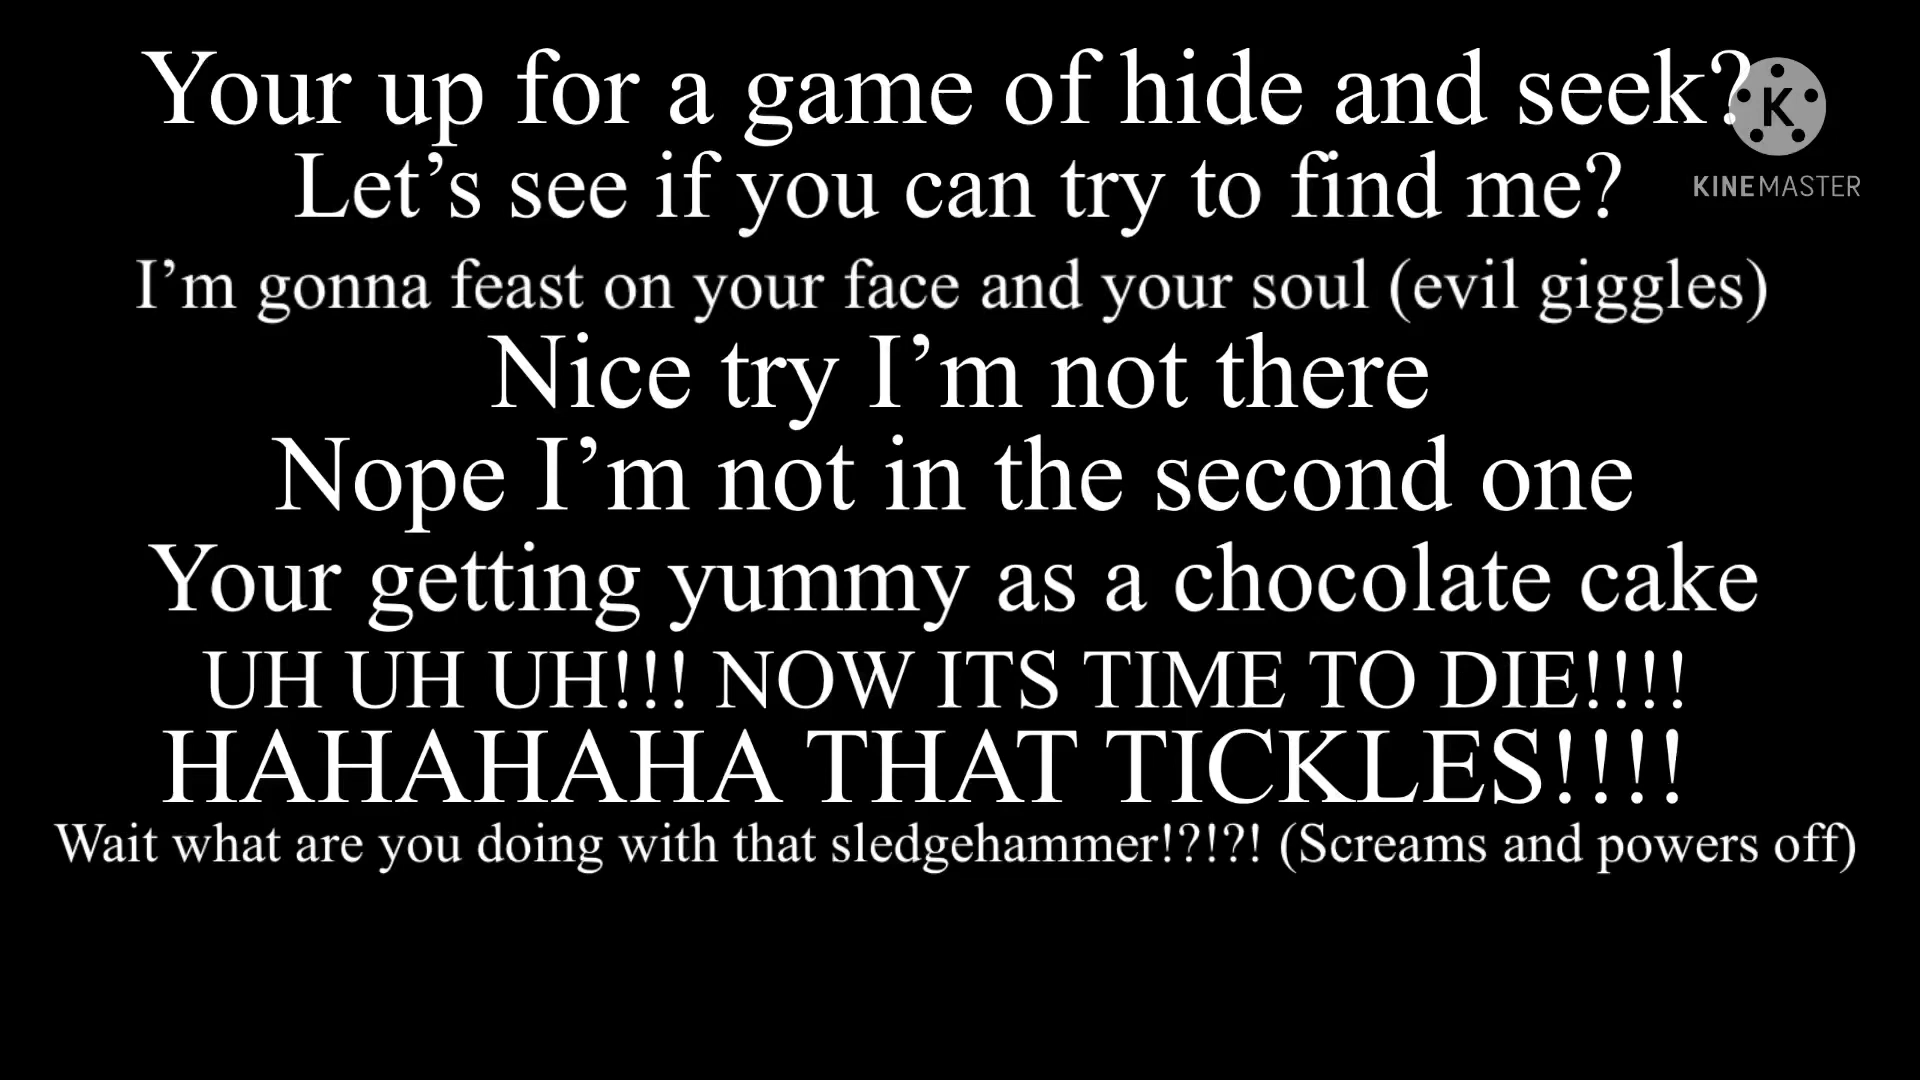 Your up for a game of hide and seek?
Let’s see if you can try to find me?
I’m gonna feast on your face and your soul (evil giggles)
Nice try I’m not there
Nope I’m not in the second one
Your getting yummy as a chocolate cake
UH UH UH!!! NOW ITS TIME TO DIE!!!!
HAHAHAHA THAT TICKLES!!!!
Wait what are you doing with that sledgehammer!?!?! (Screams and powers off)
K
KINEMASTER